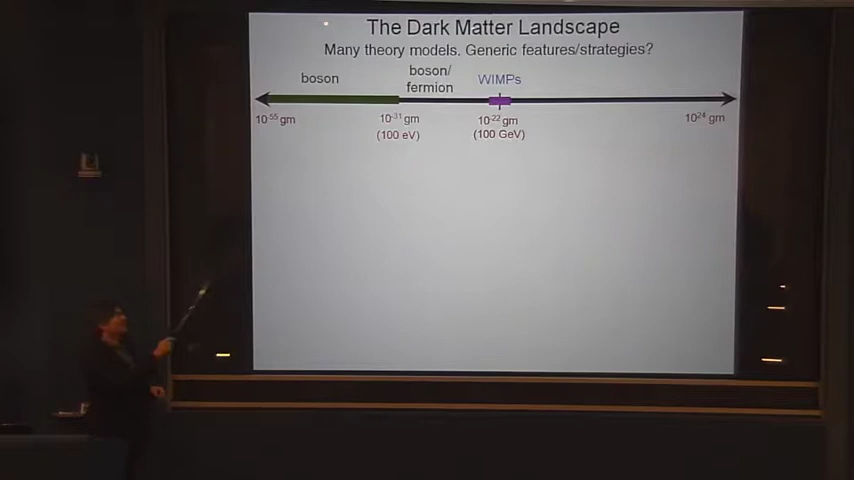 The Dark Matter Landscape
Many theory models. Generic features/strategies?
boson
boson/
fermion
WIMPs
10⁻⁵⁵ gm
10⁻³¹ gm
(100 eV)
10⁻²² gm
(100 GeV)
10²⁴ gm